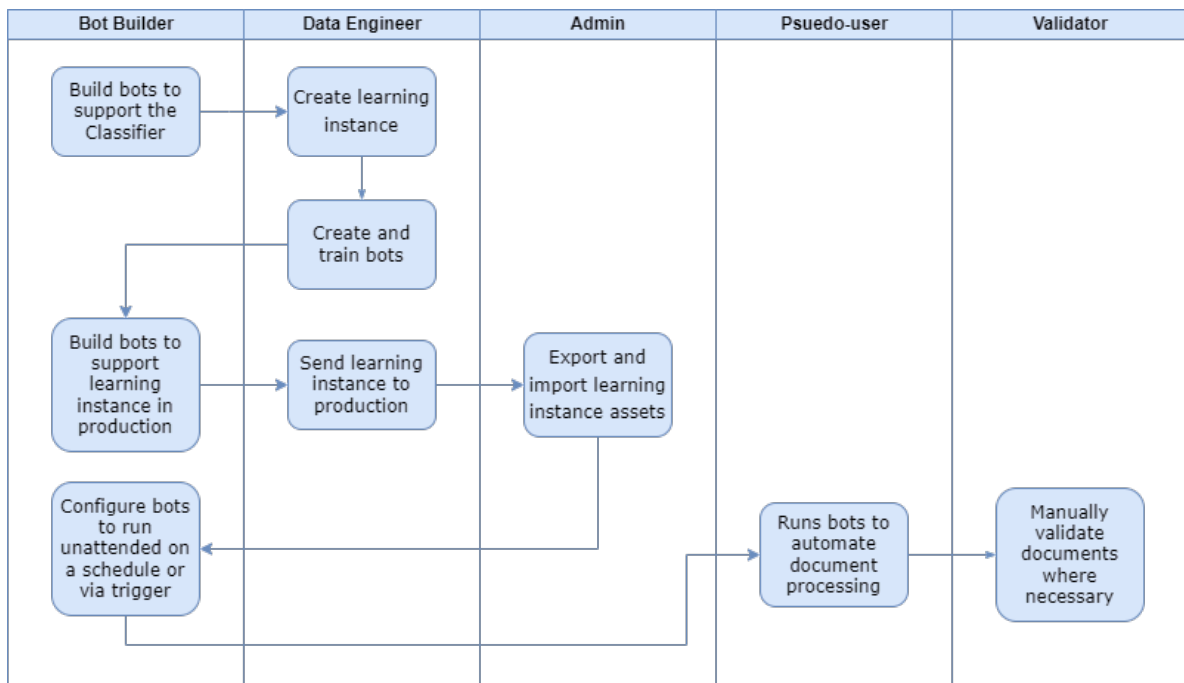 Bot Builder
Data Engineer
Admin
Psuedo-user
Validator
Build bots to
support the
Classifier
Create learning
instance
Create and
train bots
Build bots to
support
learning
instance in
production
Send learning
instance to
production
Export and
import learning
instance assets
Configure bots
to run
unattended on
a schedule or
via trigger
Runs bots to
automate
document
processing
Manually
validate
documents
where
necessary